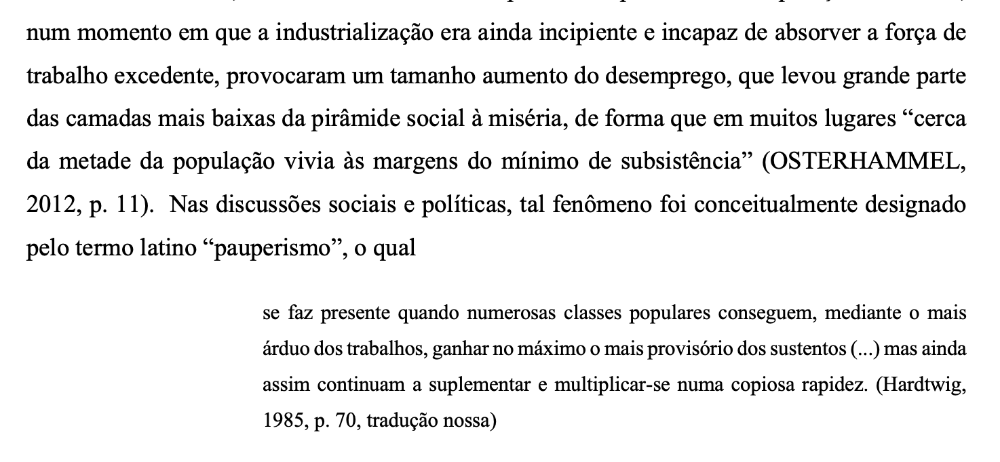 num momento em que a industrialização era ainda incipiente e incapaz de absorver a força de
trabalho excedente, provocaram um tamanho aumento do desemprego, que levou grande parte
das camadas mais baixas da pirâmide social à miséria, de forma que em muitos lugares “cerca
da metade da população vivia às margens do mínimo de subsistência” (OSTERHAMMEL,
2012, p. 11).  Nas discussões sociais e políticas, tal fenômeno foi conceitualmente designado
pelo termo latino “pauperismo”, o qual
se faz presente quando numerosas classes populares conseguem, mediante o mais
árduo dos trabalhos, ganhar no máximo o mais provisório dos sustentos (...) mas ainda
assim continuam a suplementar e multiplicar-se numa copiosa rapidez. (Hardtwig,
1985, p. 70, tradução nossa)